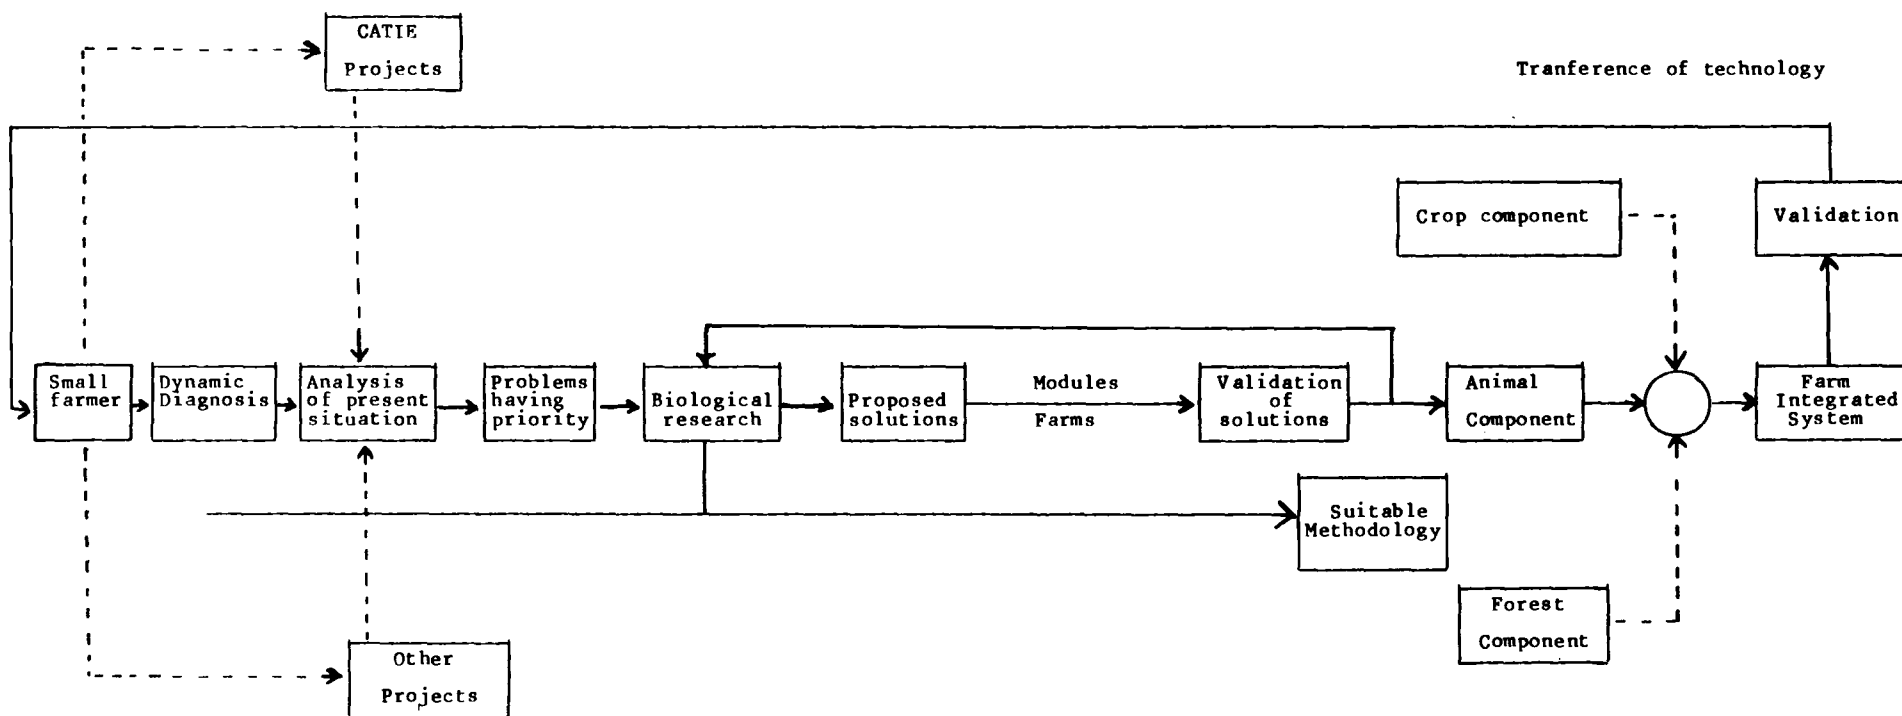 CATIE
Projects
Tranference of technology
Crop component
Validation
Small
farmer
Dynamic
Diagnosis
Analysis
of present
situation
Problems
having
priority
Biological
research
Proposed
solutions
Modules
Farms
Validation
of
solutions
Animal
Component
Farm
Integrated
System
Suitable
Methodology
Forest
Component
Other
Projects